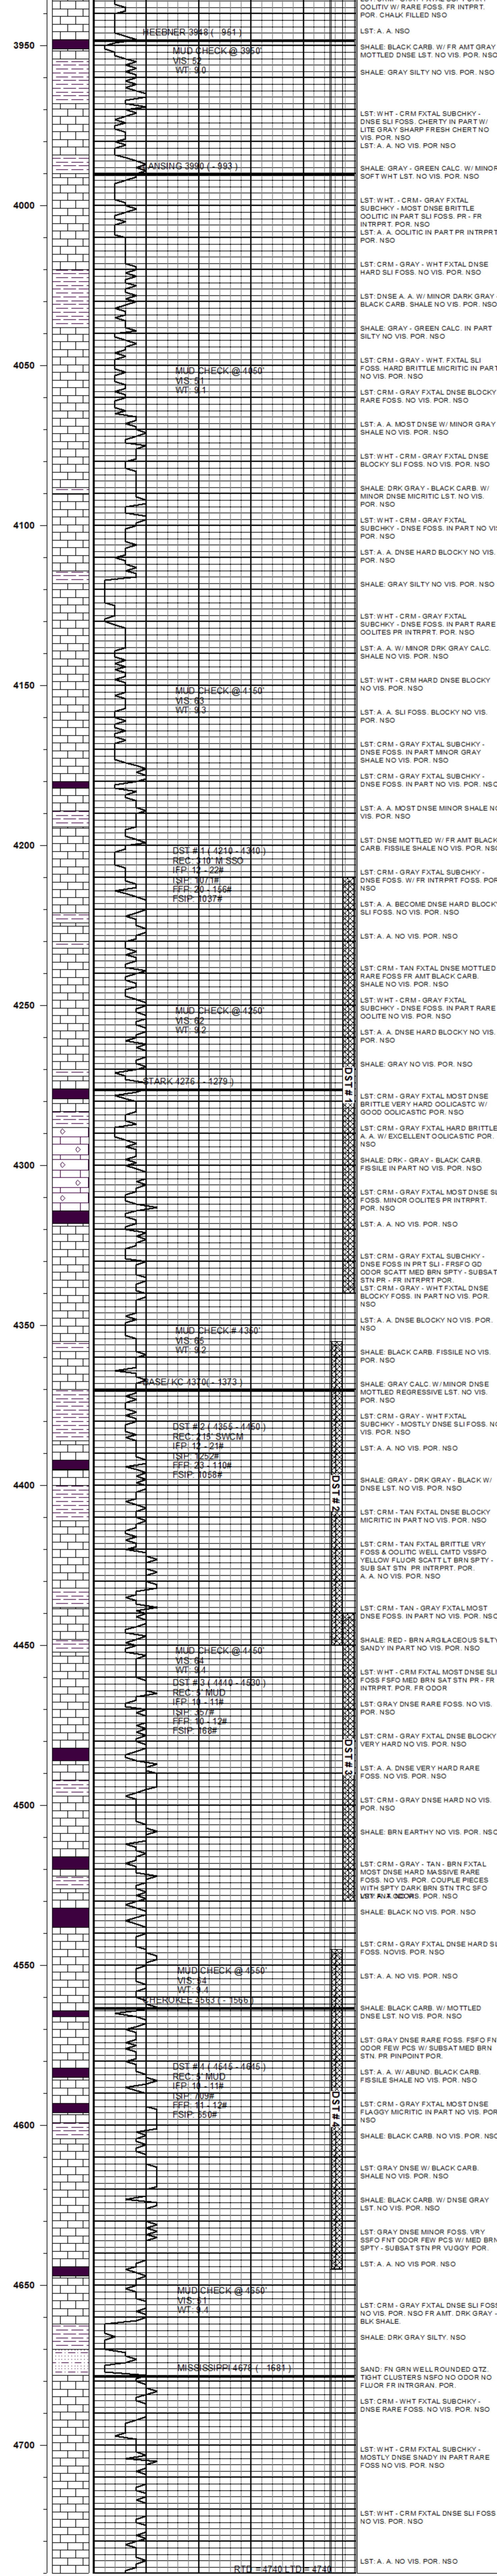 OOLITIV W/ RARE FOSS. FR INTPRT.
POR. CHALK FILLED NSO
HEEBNER 3948 ( - 951 )
LST: A. A. NSO
3950
MUD CHECK @ 3950'
VIS: 52
WT: 9.0
SHALE: BLACK CARB. W/ FR AMT GRAY
MOTTLED DNSE LST. NO VIS. POR. NSO
SHALE: GRAY SILTY NO VIS. POR. NSO
LST: WHT - CRM FXTAL SUBCHKY -
DNSE SLI FOSS. CHERTY IN PART W/
LITE GRAY SHARP FRESH CHERT NO
VIS. POR. NSO
LST: A. A. NO VIS. POR NSO
LANSING 3990 ( - 993 )
SHALE: GRAY - GREEN CALC. W/ MINOR
SOFT WHT LST. NO VIS. POR. NSO
4000
LST: WHT. - CRM - GRAY FXTAL
SUBCHKY - MOST DNSE BRITTLE
OOLITIC IN PART SLI FOSS. PR - FR
INTRPRT. POR. NSO
LST: A. A. OOLITIC IN PART PR INTRPRT.
POR. NSO
LST: CRM - GRAY - WHT FXTAL DNSE
HARD SLI FOSS. NO VIS. POR. NSO
LST: DNSE A. A. W/ MINOR DARK GRAY -
BLACK CARB. SHALE NO VIS. POR. NSO
SHALE: GRAY - GREEN CALC. IN PART
SILTY NO VIS. POR. NSO
4050
MUD CHECK @ 4050'
VIS: 51
WT: 9.1
LST: CRM - GRAY - WHT. FXTAL SLI
FOSS. HARD BRITTLE MICRITIC IN PART
NO VIS. POR. NSO
LST: CRM - GRAY FXTAL DNSE BLOCKY
RARE FOSS. NO VIS. POR. NSO
LST: A. A. MOST DNSE W/ MINOR GRAY
SHALE NO VIS. POR. NSO
LST: WHT - CRM - GRAY FXTAL DNSE
BLOCKY SLI FOSS. NO VIS. POR. NSO
SHALE: DRK GRAY - BLACK CARB. W/
MINOR DNSE MICRITIC LST. NO VIS.
POR. NSO
4100
LST: WHT - CRM - GRAY FXTAL
SUBCHKY - DNSE FOSS. IN PART NO VIS.
POR. NSO
LST: A. A. DNSE HARD BLOCKY NO VIS.
POR. NSO
SHALE: GRAY SILTY NO VIS. POR. NSO
LST: WHT - CRM - GRAY FXTAL
SUBCHKY - DNSE FOSS. IN PART RARE
OOLITES PR INTRPRT. POR. NSO
LST: A. A. W/ MINOR DRK GRAY CALC.
SHALE NO VIS. POR. NSO
4150
MUD CHECK @ 4150'
VIS: 63
WT: 9.3
LST: WHT - CRM HARD DNSE BLOCKY
NO VIS. POR. NSO
LST: A. A. SLI FOSS. BLOCKY NO VIS.
POR. NSO
LST: CRM - GRAY FXTAL SUBCHKY -
DNSE FOSS. IN PART MINOR GRAY
SHALE NO VIS. POR. NSO
LST: CRM - GRAY FXTAL SUBCHKY -
DNSE FOSS. IN PART NO VIS. POR. NSO
LST: A. A. MOST DNSE MINOR SHALE NO
VIS. POR. NSO
4200
DST # 1 ( 4210 - 4340 )
REC: 310' M SSO
IFP: 12 - 22#
ISIP: 1071#
FFP: 20 - 156#
FSIP: 1037#
LST: DNSE MOTTLED W/ FR AMT BLACK
CARB. FISSILE SHALE NO VIS. POR. NSO
LST: CRM - GRAY FXTAL SUBCHKY -
DNSE FOSS. W/ FR INTPRT FOSS. POR.
NSO
LST: A. A. BECOME DNSE HARD BLOCKY
SLI FOSS. NO VIS. POR. NSO
LST: A. A. NO VIS. POR. NSO
LST: CRM - TAN FXTAL DNSE MOTTLED
RARE FOSS FR AMT BLACK CARB.
SHALE NO VIS. POR. NSO
4250
MUD CHECK @ 4250'
VIS: 62
WT: 9.2
LST: WHT - CRM - GRAY FXTAL
SUBCHKY - DNSE FOSS. IN PART RARE
OOLITE NO VIS. POR. NSO
LST: A. A. DNSE HARD BLOCKY NO VIS.
POR. NSO
SHALE: GRAY NO VIS. POR. NSO
DST # 1
STARK 4276 ( - 1279 )
LST: CRM - GRAY FXTAL MOST DNSE
BRITTLE VERY HARD OOLICASTC W/
GOOD OOLICASTIC POR. NSO
LST: CRM - GRAY FXTAL HARD BRITTLE
A. A. W/ EXCELLENT OOLICASTIC POR.
NSO
4300
SHALE: DRK - GRAY - BLACK CARB.
FISSILE IN PART NO VIS. POR. NSO
LST: CRM - GRAY FXTAL MOST DNSE SLI
FOSS. MINOR OOLITES PR INTRPRT.
POR. NSO
LST: A. A. NO VIS. POR. NSO
LST: CRM - GRAY FXTAL SUBCHKY -
DNSE FOSS IN PRT SLI - FRSFO GD
ODOR SCATT MED BRN SPTY - SUBSAT
STN PR - FR INTRPRT POR.
LST: CRM - GRAY - WHT FXTAL DNSE
BLOCKY FOSS. IN PART NO VIS. POR.
NSO
4350
MUD CHECK # 4350'
VIS: 65
WT: 9.2
LST: A. A. DNSE BLOCKY NO VIS. POR.
NSO
SHALE: BLACK CARB. FISSILE NO VIS.
POR. NSO
BASE/ KC 4370( - 1373 )
SHALE: GRAY CALC. W/ MINOR DNSE
MOTTLED REGRESSIVE LST. NO VIS.
POR. NSO
DST # 2 ( 4355 - 4450 )
REC: 215' SWCM
IFP: 12 - 21#
ISIP: 1252#
FFP: 23 - 110#
FSIP: 1058#
LST: WHT - GRAY - WHT FXTAL
SUBCHKY - MOSTLY DNSE SLI FOSS. NO
VIS. POR. NSO
LST: A. A. NO VIS. POR. NSO
4400
DST # 2
SHALE: GRAY - DRK GRAY - BLACK W/
DNSE LST. NO VIS. POR. NSO
LST: CRM - TAN FXTAL DNSE BLOCKY
MICRITIC IN PART NO VIS. POR. NSO
LST: CRM - TAN FXTAL BRITTLE VRY
FOSS & OOLITIC WELL CMTD VSSFO
YELLOW FLUOR SCATT LT BRN SPTY -
SUB SAT STN PR INTRPRT. POR.
A. A. NO VIS. POR. NSO
LST: CRM - TAN - GRAY FXTAL MOST
DNSE FOSS. IN PART NO VIS. POR. NSO
4450
MUD CHECK @ 4450'
VIS: 64
WT: 9.4
DST # 3 ( 4440 - 4530 )
REC: 5' MUD
IFP: 10 - 11#
ISIP: 357#
FFP: 10 - 12#
FSIP: 168#
SHALE: RED - BRN ARGILACEOUS SILTY
SANDY IN PART NO VIS. POR. NSO
LST: WHT - CRM FXTAL MOST DNSE SLI
FOSS FSFO MED BRN SAT STN PR - FR
INTRPRT. POR. FR ODOR
LST: GRAY DNSE RARE FOSS. NO VIS.
POR. NSO
LST: CRM - GRAY FXTAL DNSE BLOCKY
VERY HARD NO VIS. POR. NSO
DST # 3
LST: A. A. DNSE VERY HARD RARE
FOSS. NO VIS. POR. NSO
4500
LST: CRM - GRAY DNSE HARD NO VIS.
POR. NSO
SHALE: BRN EARTHY NO VIS. POR. NSO
LST: CRM - GRAY - TAN - BRN FXTAL
MOST DNSE HARD MASSIVE RARE
FOSS. NO VIS. POR. COUPLE PIECES
WITH SPTY DARK BRN STN TRC SFO
LST: A. A. NO VIS. POR. NSO
SHALE: BLACK NO VIS. POR. NSO
LST: CRM - GRAY FXTAL DNSE HARD SLI
FOSS. NOVIS. POR. NSO
4550
MUD CHECK @ 4550'
VIS: 54
WT: 9.4
LST: A. A. NO VIS. POR. NSO
CHEROKEE 4563 ( - 1566 )
SHALE: BLACK CARB. W/ MOTTLED
DNSE LST. NO VIS. POR. NSO
LST: GRAY DNSE RARE FOSS. FSFO FNT
ODOR FEW PCS W/ SUBSAT MED BRN
STN. PR PINPOINT POR.
DST # 4 ( 4545 - 4645 )
REC: 5' MUD
IFP: 10 - 11#
ISIP: 709#
FFP: 11 - 12#
FSIP: 550#
LST: A. A. W/ ABUND. BLACK CARB.
FISSILE SHALE NO VIS. POR. NSO
LST: CRM - GRAY FXTAL MOST DNSE
FLAGGY MICRITIC IN PART NO VIS. POR.
NSO
4600
DST # 4
SHALE: BLACK CARB. NO VIS. POR. NSO
LST: GRAY DNSE W/ BLACK CARB.
SHALE NO VIS. POR. NSO
SHALE: BLACK CARB. W/ DNSE GRAY
LST. NO VIS. POR. NSO
LST: GRAY DNSE MINOR FOSS. VRY
SSFO FNT ODOR FEW PCS W/ MED BRN
SPTY - SUBSAT STN PR VUGGY POR.
LST: A. A. NO VIS POR. NSO
4650
MUD CHECK @ 4650'
VIS: 51
WT: 9.4
LST: CRM - GRAY FXTAL DNSE SLI FOSS
NO VIS. POR. NSO FR AMT. DRK GRAY -
BLK SHALE.
SHALE: DRK GRAY SILTY. NSO
MISSISSIPPI 4678 ( - 1681 )
SAND: FN GRN WELL ROUNDED QTZ.
TIGHT CLUSTERS NSFO NO ODOR NO
FLUOR FR INTRGRAN. POR.
LST: CRM - WHT FXTAL SUBCHKY -
DNSE RARE FOSS. NO VIS. POR. NSO
4700
LST: WHT - CRM FXTAL SUBCHKY -
MOSTLY DNSE SNADY IN PART RARE
FOSS NO VIS. POR. NSO
LST: WHT - CRM FXTAL DNSE SLI FOSS
NO VIS. POR. NSO
LST: A. A. NO VIS. POR. NSO
RTD = 4740 LTD = 4740